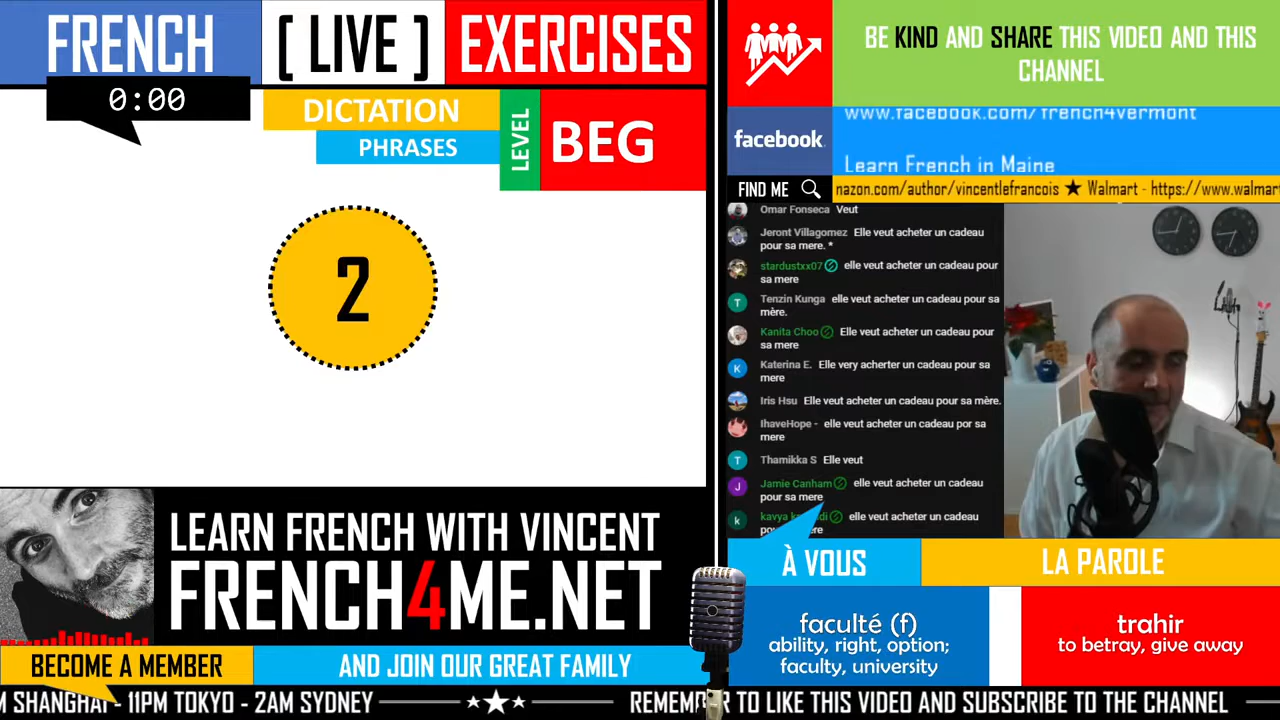 FRENCH
[ LIVE ]
EXERCISES
0:00
DICTATION
PHRASES
LEVEL
BEG
2
LEARN FRENCH WITH VINCENT
FRENCH4ME.NET
BECOME A MEMBER
AND JOIN OUR GREAT FAMILY
BE KIND AND SHARE THIS VIDEO AND THIS
CHANNEL
facebook.
www.facebook.com/french4vermont
Learn French in Maine
FIND ME
nazon.com/author/vincentlefrancois ★ Walmart - https://www.walmart
Omar Fonseca Veut
Jeront Villagomez Elle veut acheter un cadeau
pour sa mere. *
stardustxx07 elle veut acheter un cadeau pour
sa mere
T Tenzin Kunga elle veut acheter un cadeau pour sa
mère.
Kanita Choo Elle veut acheter un cadeau pour
sa mere
K Katerina E. Elle very acherter un cadeau pour sa
mere
Iris Hsu Elle veut acheter un cadeau pour sa mère.
IhaveHope - elle veut acheter un cadeau por sa
mere
T Thamikka S Elle veut
J Jamie Canham elle veut acheter un cadeau
pour sa mere
k kavya elle veut acheter un cadeau
sa mere
À VOUS
LA PAROLE
faculté (f)
ability, right, option;
faculty, university
trahir
to betray, give away
M SHANGHAI - 11PM TOKYO - 2AM SYDNEY
REMEMBER TO LIKE THIS VIDEO AND SUBSCRIBE TO THE CHANNEL